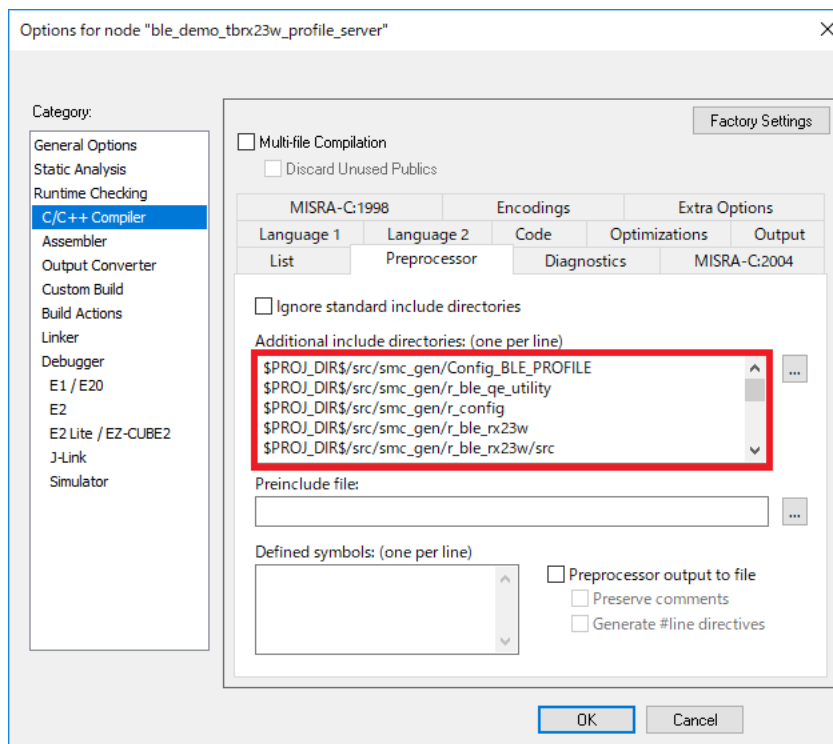 Options for node "ble_demo_tbrx23w_profile_server"
Category:
Factory Settings
General Options
Static Analysis
Runtime Checking
C/C++ Compiler
Assembler
Output Converter
Custom Build
Build Actions
Linker
Debugger
E1 / E20
E2
E2 Lite / EZ-CUBE2
J-Link
Simulator
Multi-file Compilation
Discard Unused Publics
MISRA-C:1998 Encodings Extra Options
Language 1 Language 2 Code Optimizations Output
List Preprocessor Diagnostics MISRA-C:2004
Ignore standard include directories
Additional include directories: (one per line)
$PROJ_DIR$/src/smc_gen/Config_BLE_PROFILE
$PROJ_DIR$/src/smc_gen/r_ble_qe_utility
$PROJ_DIR$/src/smc_gen/r_config
$PROJ_DIR$/src/smc_gen/r_ble_rx23w
$PROJ_DIR$/src/smc_gen/r_ble_rx23w/src
...
Preinclude file:
...
Defined symbols: (one per line)
Preprocessor output to file
Preserve comments
Generate #line directives
OK Cancel